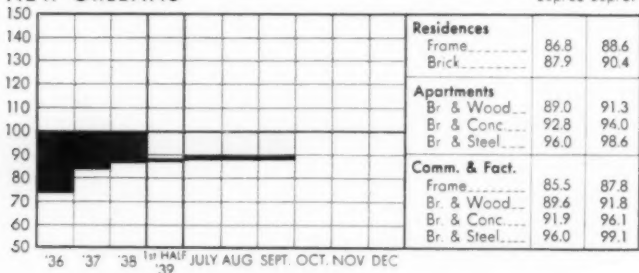 NEW ORLEANS
150
140
130
120
110
100
90
80
70
60
50
'36 '37 '38 1st HALF '39 JULY AUG SEPT. OCT. NOV DEC
Residences
Frame 86.8 88.6
Brick 87.9 90.4
Apartments
Br & Wood 89.0 91.3
Br & Conc. 92.8 96.0
Br & Steel 96.0 98.6
Comm. & Fact.
Frame 85.5 87.8
Br. & Wood 89.6 91.8
Br & Conc. 91.9 96.1
Br. & Steel 96.0 99.1